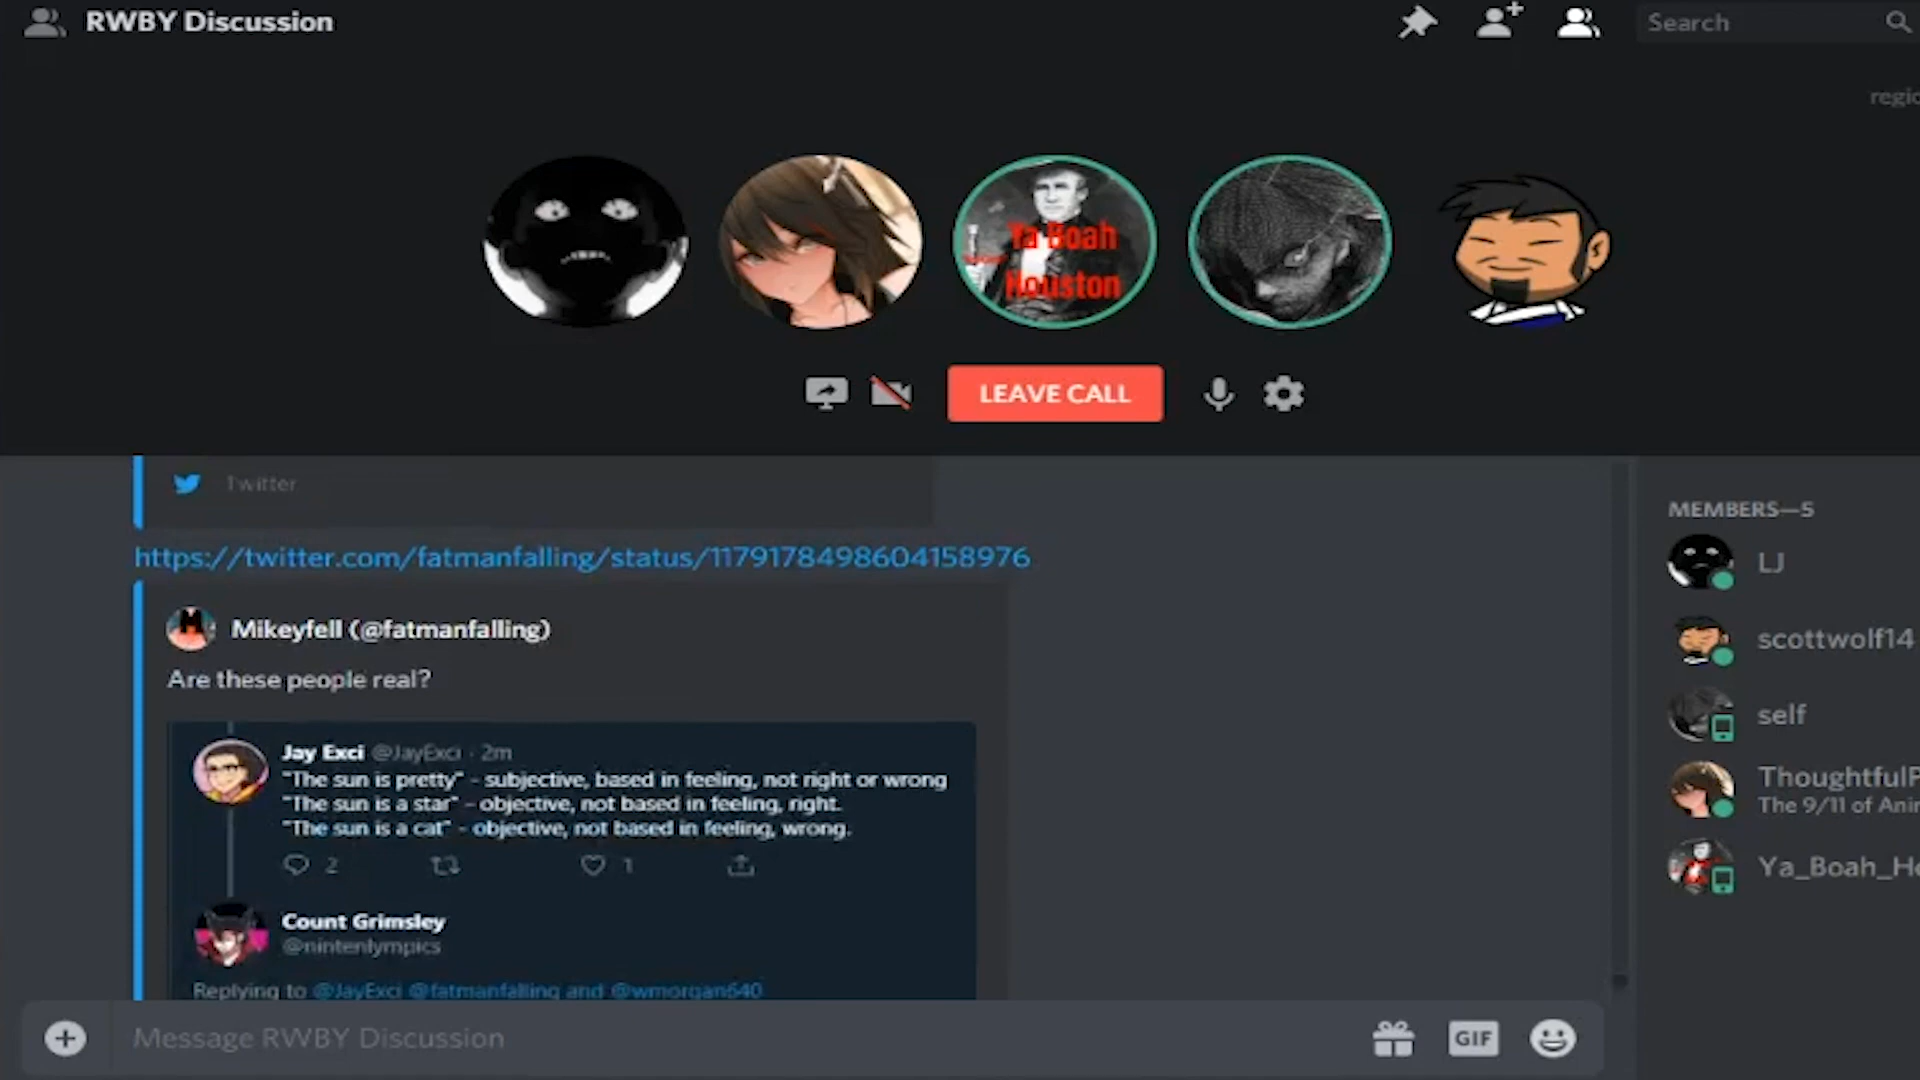 RWBY Discussion
Search
regio
Ya Boah
Houston
LEAVE CALL
Twitter
https://twitter.com/fatmanfalling/status/1179178498604158976
Mikeyfell (@fatmanfalling)
Are these people real?
Jay Exci @JayExci · 2m
"The sun is pretty" - subjective, based in feeling, not right or wrong
"The sun is a star" - objective, not based in feeling, right.
"The sun is a cat" - objective, not based in feeling, wrong.
2
1
Count Grimsley
@nintenlympics
Replying to @JayExci @fatmanfalling and @wmorgan640
Message RWBY Discussion
GIF
MEMBERS—5
LJ
scottwolf14
self
ThoughtfulP
The 9/11 of Anim
Ya_Boah_Ho